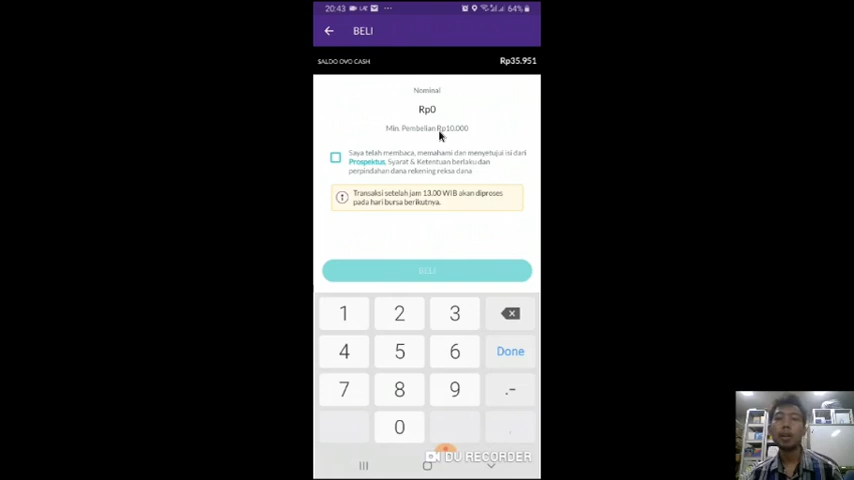 20:43
64%
BELI
SALDO OVO CASH
Rp35.951
Nominal
Rp0
Min. Pembelian Rp10.000
Saya telah membaca, memahami dan menyetujui isi dari
Prospektus, Syarat & Ketentuan berlaku dan
perpindahan dana rekening reksa dana
Transaksi setelah jam 13.00 WIB akan diproses
pada hari bursa berikutnya.
BELI
1 2 3
4 5 6 Done
7 8 9 .-
0 ,
DU RECORDER